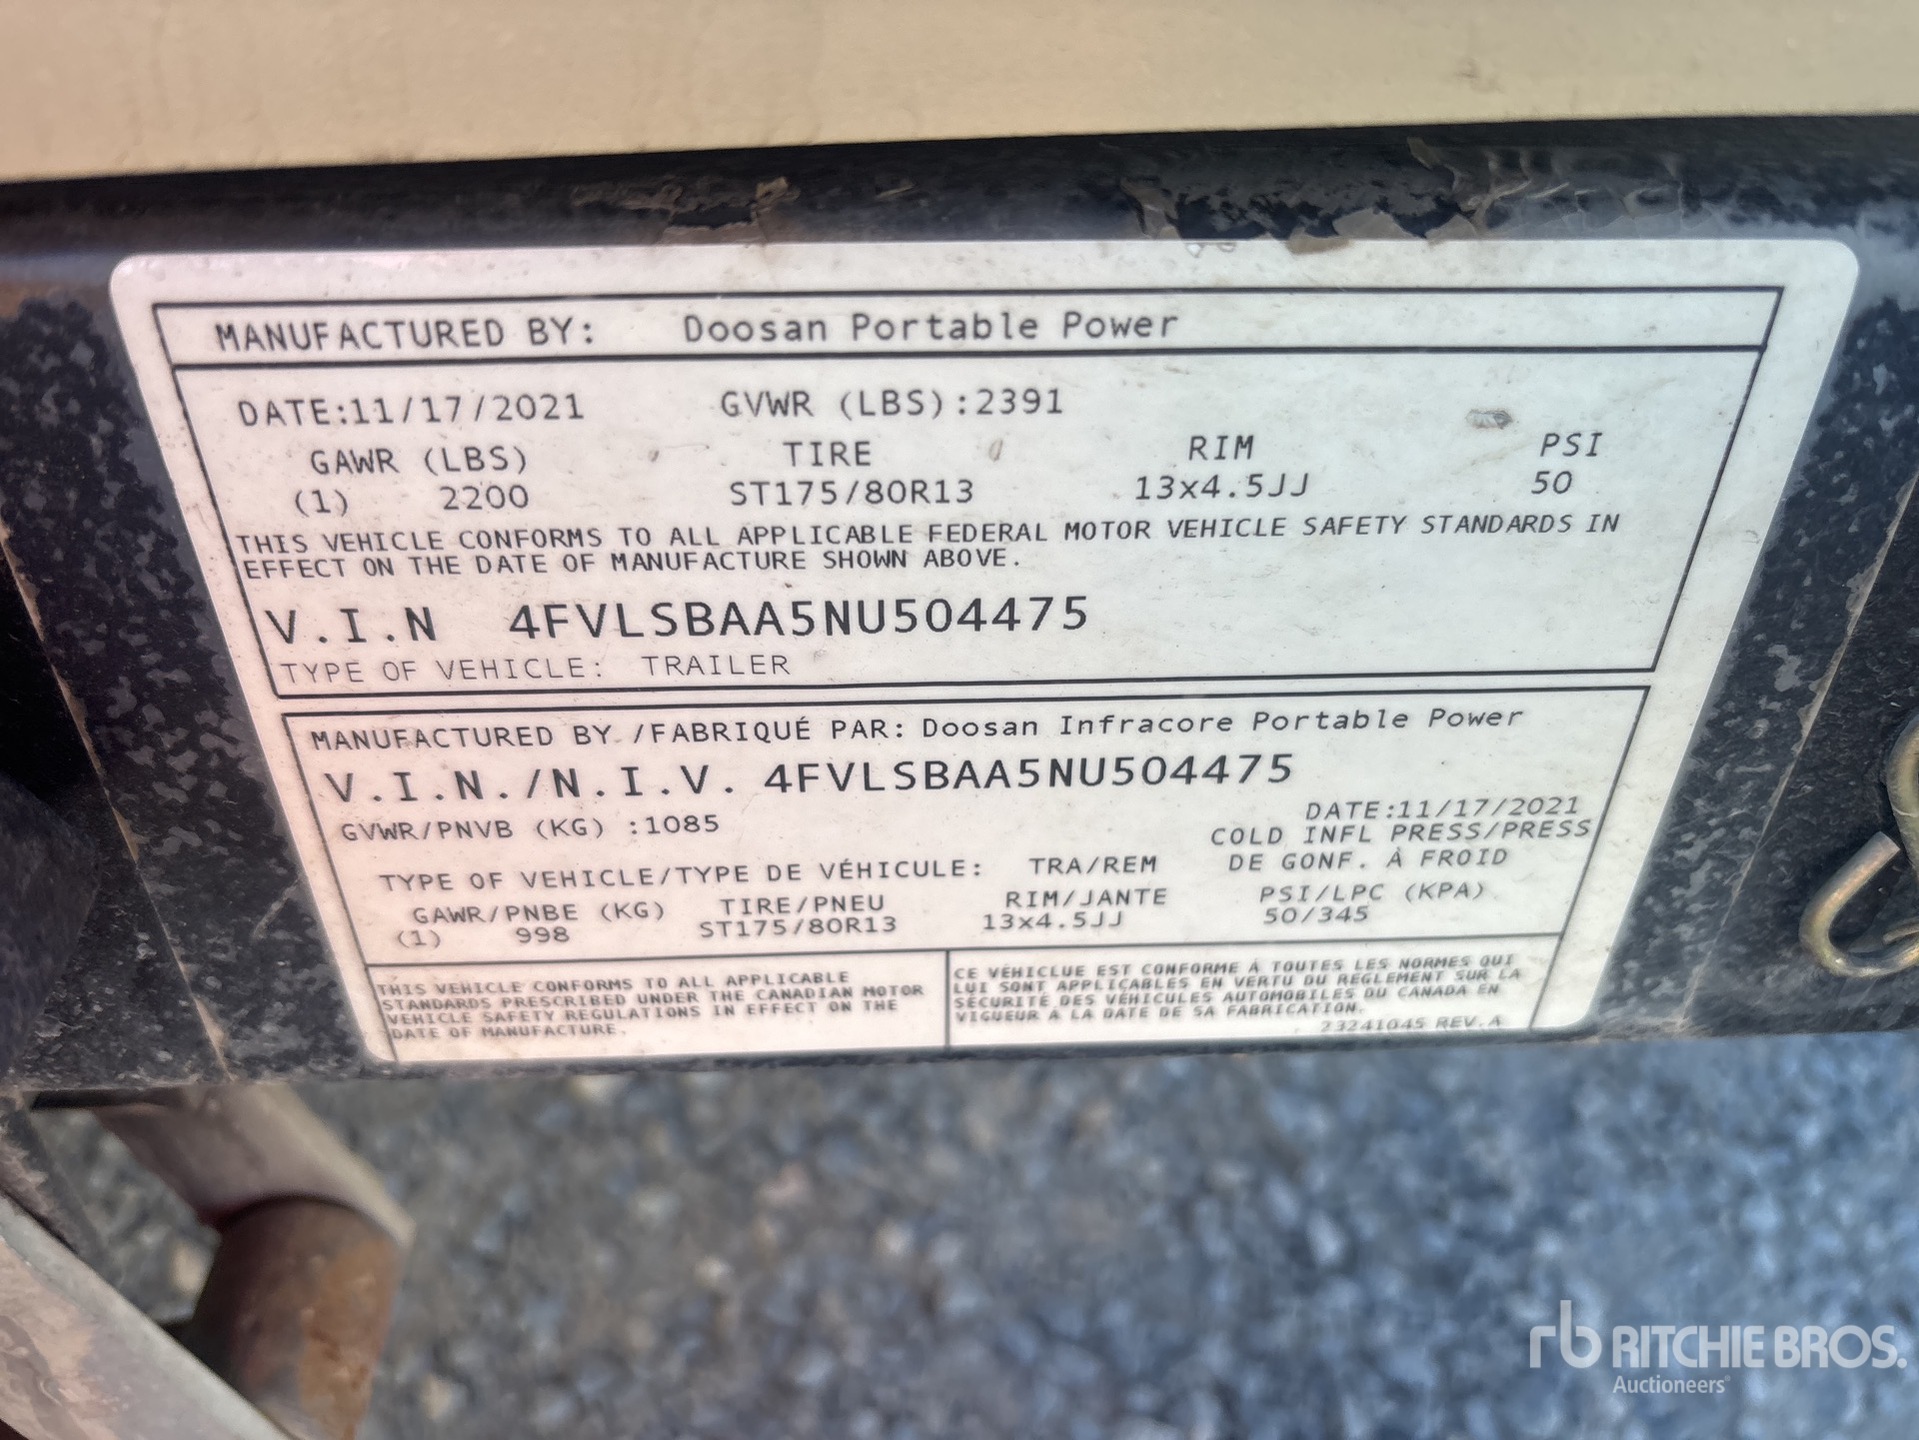 MANUFACTURED BY: Doosan Portable Power
DATE:11/17/2021 GVWR (LBS):2391
GAWR (LBS) TIRE RIM PSI
(1) 2200 ST175/80R13 13x4.5JJ 50
THIS VEHICLE CONFORMS TO ALL APPLICABLE FEDERAL MOTOR VEHICLE SAFETY STANDARDS IN
EFFECT ON THE DATE OF MANUFACTURE SHOWN ABOVE.
V.I.N 4FVLSBAA5NU504475
TYPE OF VEHICLE: TRAILER
MANUFACTURED BY /FABRIQUÉ PAR: Doosan Infracore Portable Power
V.I.N./N.I.V. 4FVLSBAA5NU504475
DATE:11/17/2021
GVWR/PNVB (KG) :1085 COLD INFL PRESS/PRESS
TYPE OF VEHICLE/TYPE DE VÉHICULE: TRA/REM DE GONF. À FROID
GAWR/PNBE (KG) TIRE/PNEU RIM/JANTE PSI/LPC (KPA)
(1) 998 ST175/80R13 13x4.5JJ 50/345
THIS VEHICLE CONFORMS TO ALL APPLICABLE
STANDARDS PRESCRIBED UNDER THE CANADIAN MOTOR
VEHICLE SAFETY REGULATIONS IN EFFECT ON THE
DATE OF MANUFACTURE.
CE VÉHICLUE EST CONFORME À TOUTES LES NORMES QUI
LUI SONT APPLICABLES EN VERTU DU RÈGLEMENT SUR LA
SÉCURITÉ DES VÉHICULES AUTOMOBILES DU CANADA EN
VIGUEUR A LA DATE DE SA FABRICATION.
23241045 REV.A
rb RITCHIE BROS.
Auctioneers